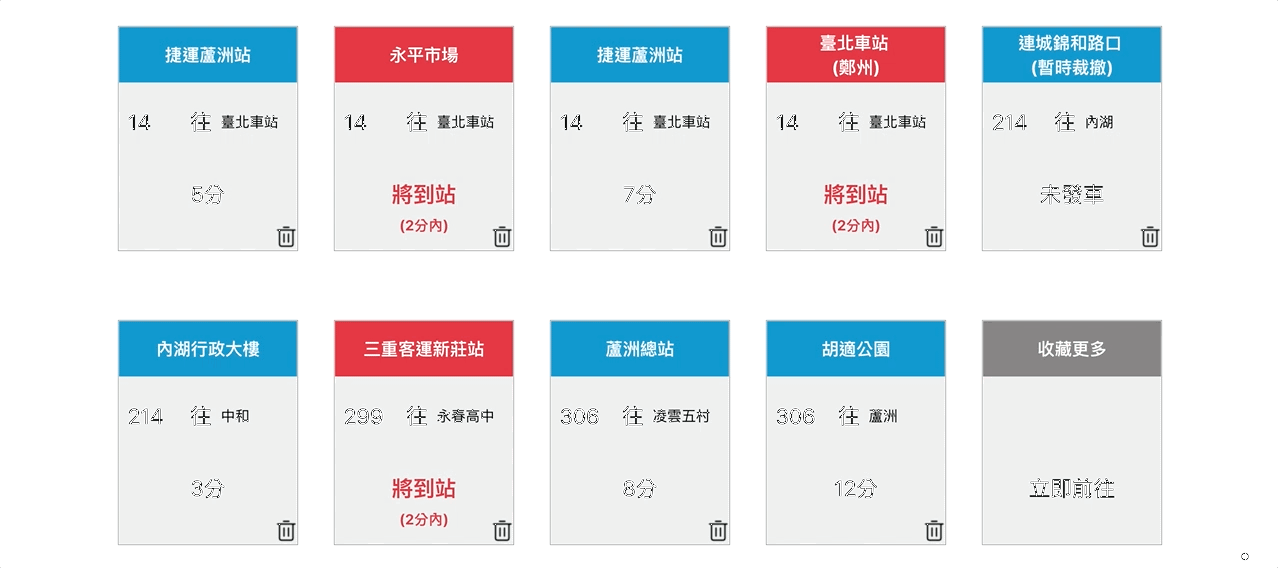 捷運蘆洲站
14 往 臺北車站
5分
永平市場
14 往 臺北車站
將到站
(2分內)
捷運蘆洲站
14 往 臺北車站
7分
臺北車站
(鄭州)
14 往 臺北車站
將到站
(2分內)
連城錦和路口
(暫時裁撤)
214 往 內湖
未發車
內湖行政大樓
214 往 中和
3分
三重客運新莊站
299 往 永春高中
將到站
(2分內)
蘆洲總站
306 往 凌雲五村
8分
胡適公園
306 往 蘆洲
12分
收藏更多
立即前往